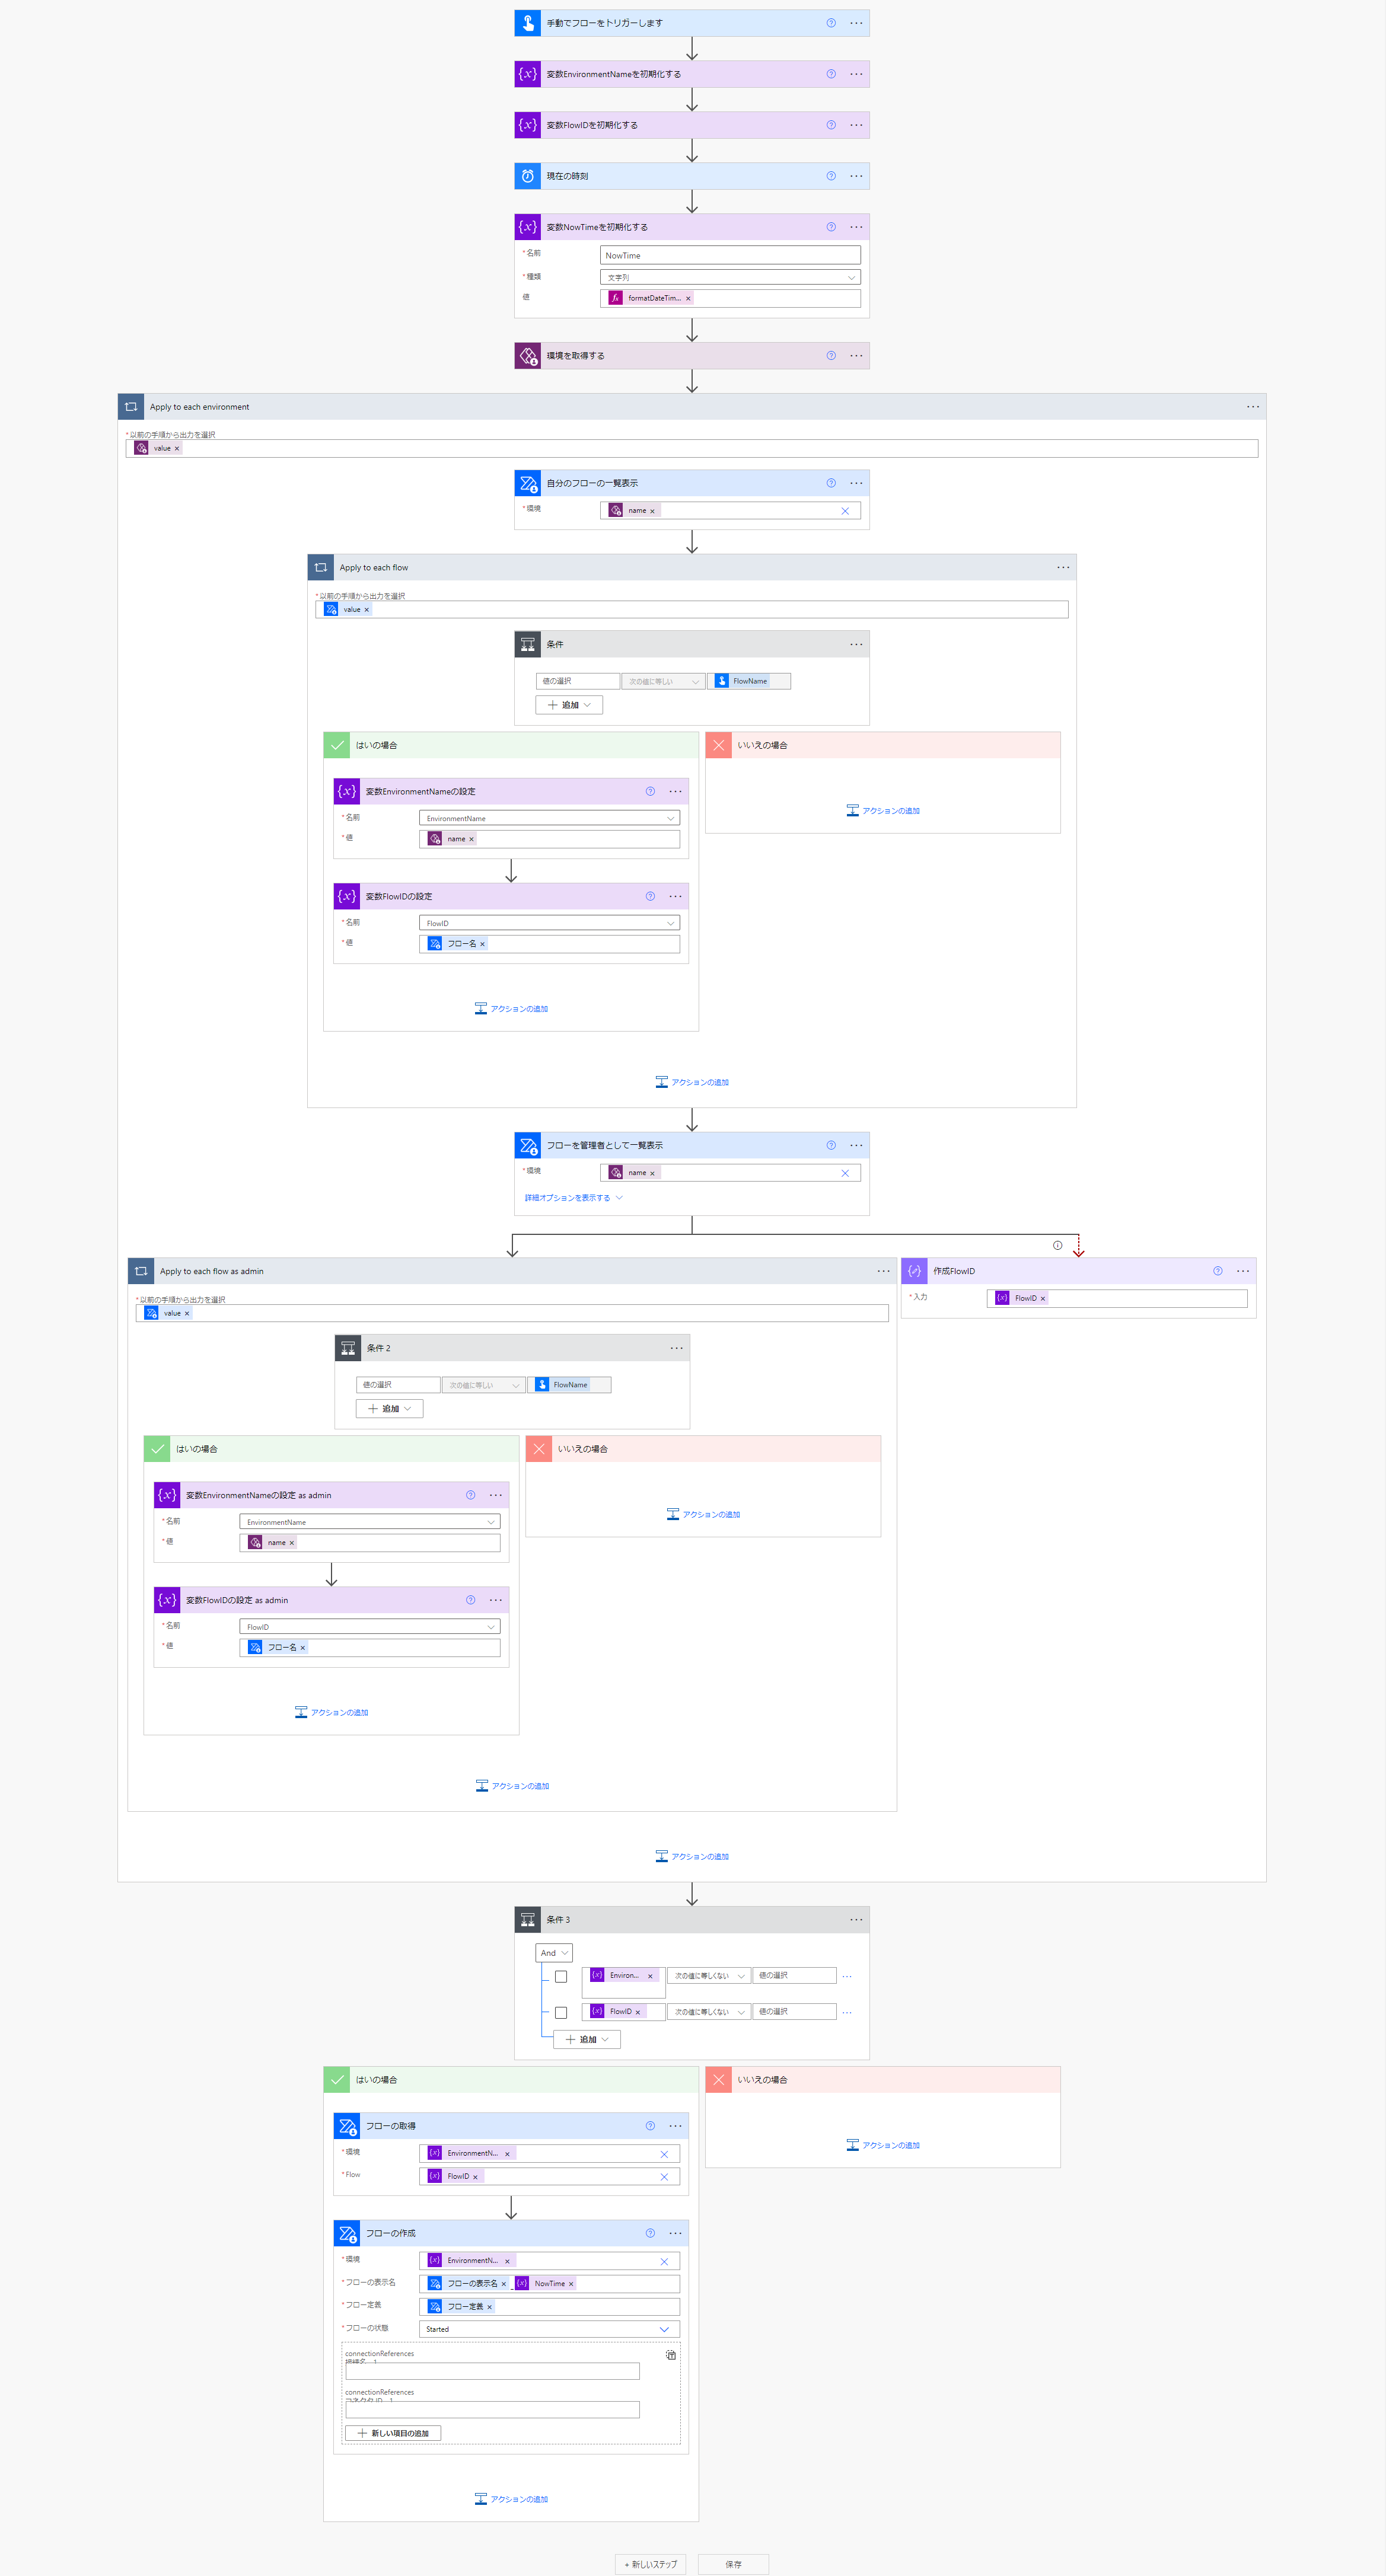 手動でフローをトリガーします
変数EnvironmentNameを初期化する
変数FlowIDを初期化する
現在の時刻
変数NowTimeを初期化する
*名前 NowTime
*種類 文字列
値 formatDateTim...
環境を取得する
Apply to each environment
*以前の手順から出力を選択
value
自分のフローの一覧表示
*環境 name
Apply to each flow
*以前の手順から出力を選択
value
条件
値の選択 次の値に等しい FlowName
追加
はいの場合
いいえの場合
変数EnvironmentNameの設定
*名前 EnvironmentName
*値 name
アクションの追加
変数FlowIDの設定
*名前 FlowID
*値 フロー名
アクションの追加
アクションの追加
フローを管理者として一覧表示
*環境 name
詳細オプションを表示する
Apply to each flow as admin
*以前の手順から出力を選択
value
作成FlowID
*入力 FlowID
条件 2
値の選択 次の値に等しい FlowName
追加
はいの場合
いいえの場合
変数EnvironmentNameの設定 as admin
*名前 EnvironmentName
*値 name
アクションの追加
変数FlowIDの設定 as admin
*名前 FlowID
*値 フロー名
アクションの追加
アクションの追加
アクションの追加
条件 3
And
Environ... 次の値に等しくない 値の選択
FlowID 次の値に等しくない 値の選択
追加
はいの場合
いいえの場合
フローの取得
*環境 EnvironmentN...
*Flow FlowID
アクションの追加
フローの作成
*環境 EnvironmentN...
*フローの表示名 フローの表示名 _ NowTime
*フロー定義 フロー定義
*フローの状態 Started
connectionReferences
接続名 - 1
connectionReferences
コネクタ ID - 1
新しい項目の追加
アクションの追加
+ 新しいステップ
保存